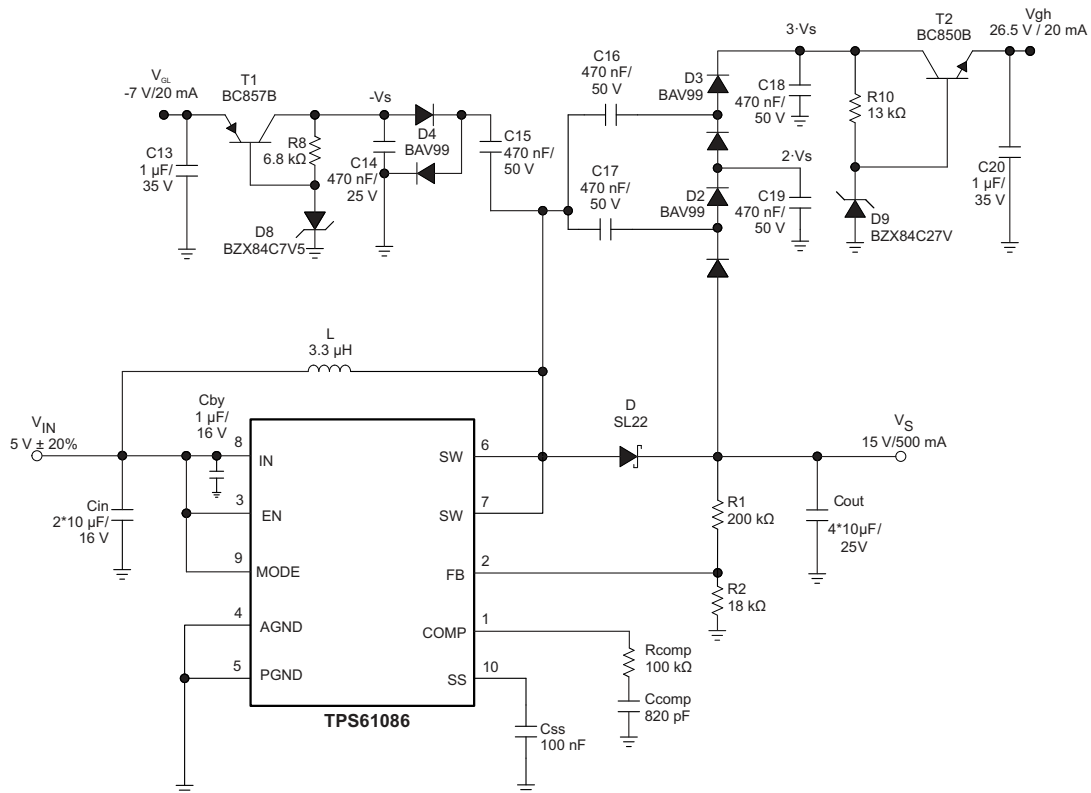 V_GL
-7 V/20 mA
T1
BC857B
-Vs
C13
1 µF/
35 V
R8
6.8 kΩ
D8
BZX84C7V5
C14
470 nF/
25 V
D4
BAV99
C15
470 nF/
50 V
C16
470 nF/
50 V
C17
470 nF/
50 V
D3
BAV99
D2
BAV99
3·Vs
C18
470 nF/
50 V
2·Vs
C19
470 nF/
50 V
R10
13 kΩ
D9
BZX84C27V
T2
BC850B
Vgh
26.5 V / 20 mA
C20
1 µF/
35 V
L
3.3 µH
V_IN
5 V ± 20%
Cin
2*10 µF/
16 V
Cby
1 µF/
16 V
8
IN
3
EN
9
MODE
4
AGND
5
PGND
6
SW
7
SW
2
FB
1
COMP
10
SS
TPS61086
D
SL22
V_S
15 V/500 mA
R1
200 kΩ
R2
18 kΩ
Cout
4*10µF/
25V
Rcomp
100 kΩ
Ccomp
820 pF
Css
100 nF